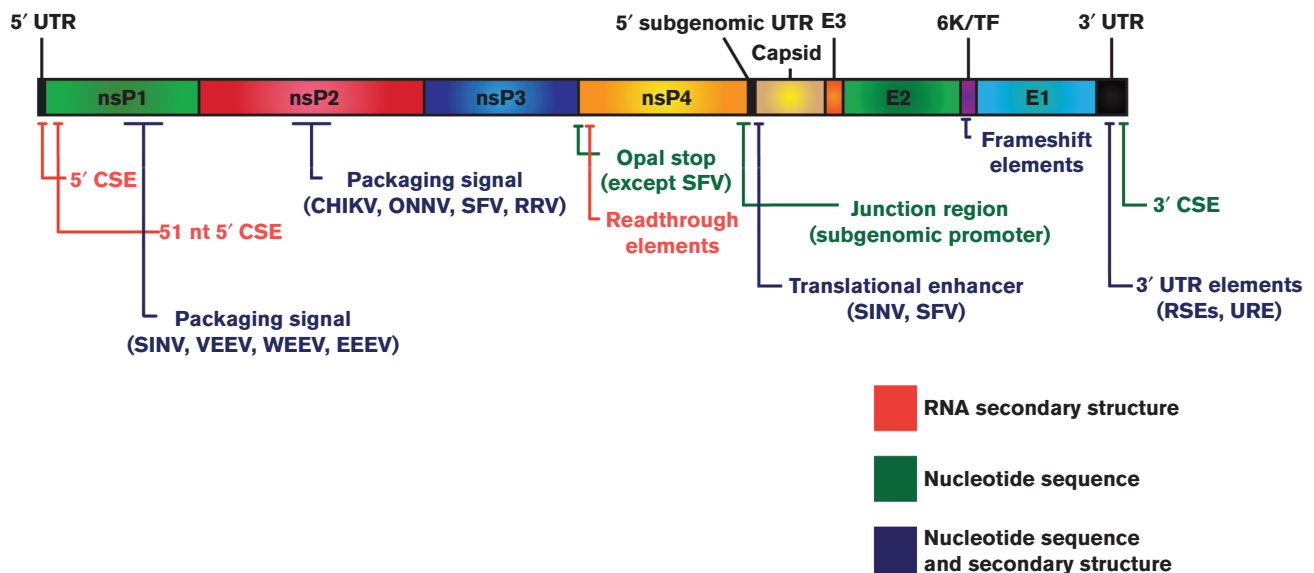 5′ UTR
5′ subgenomic UTR
E3
6K/TF
3′ UTR
Capsid
nsP1
nsP2
nsP3
nsP4
E2
E1
5′ CSE
51 nt 5′ CSE
Packaging signal
(SINV, VEEV, WEEV, EEEV)
Packaging signal
(CHIKV, ONNV, SFV, RRV)
Opal stop
(except SFV)
Readthrough
elements
Junction region
(subgenomic promoter)
Translational enhancer
(SINV, SFV)
Frameshift
elements
3′ CSE
3′ UTR elements
(RSEs, URE)
RNA secondary structure
Nucleotide sequence
Nucleotide sequence
and secondary structure